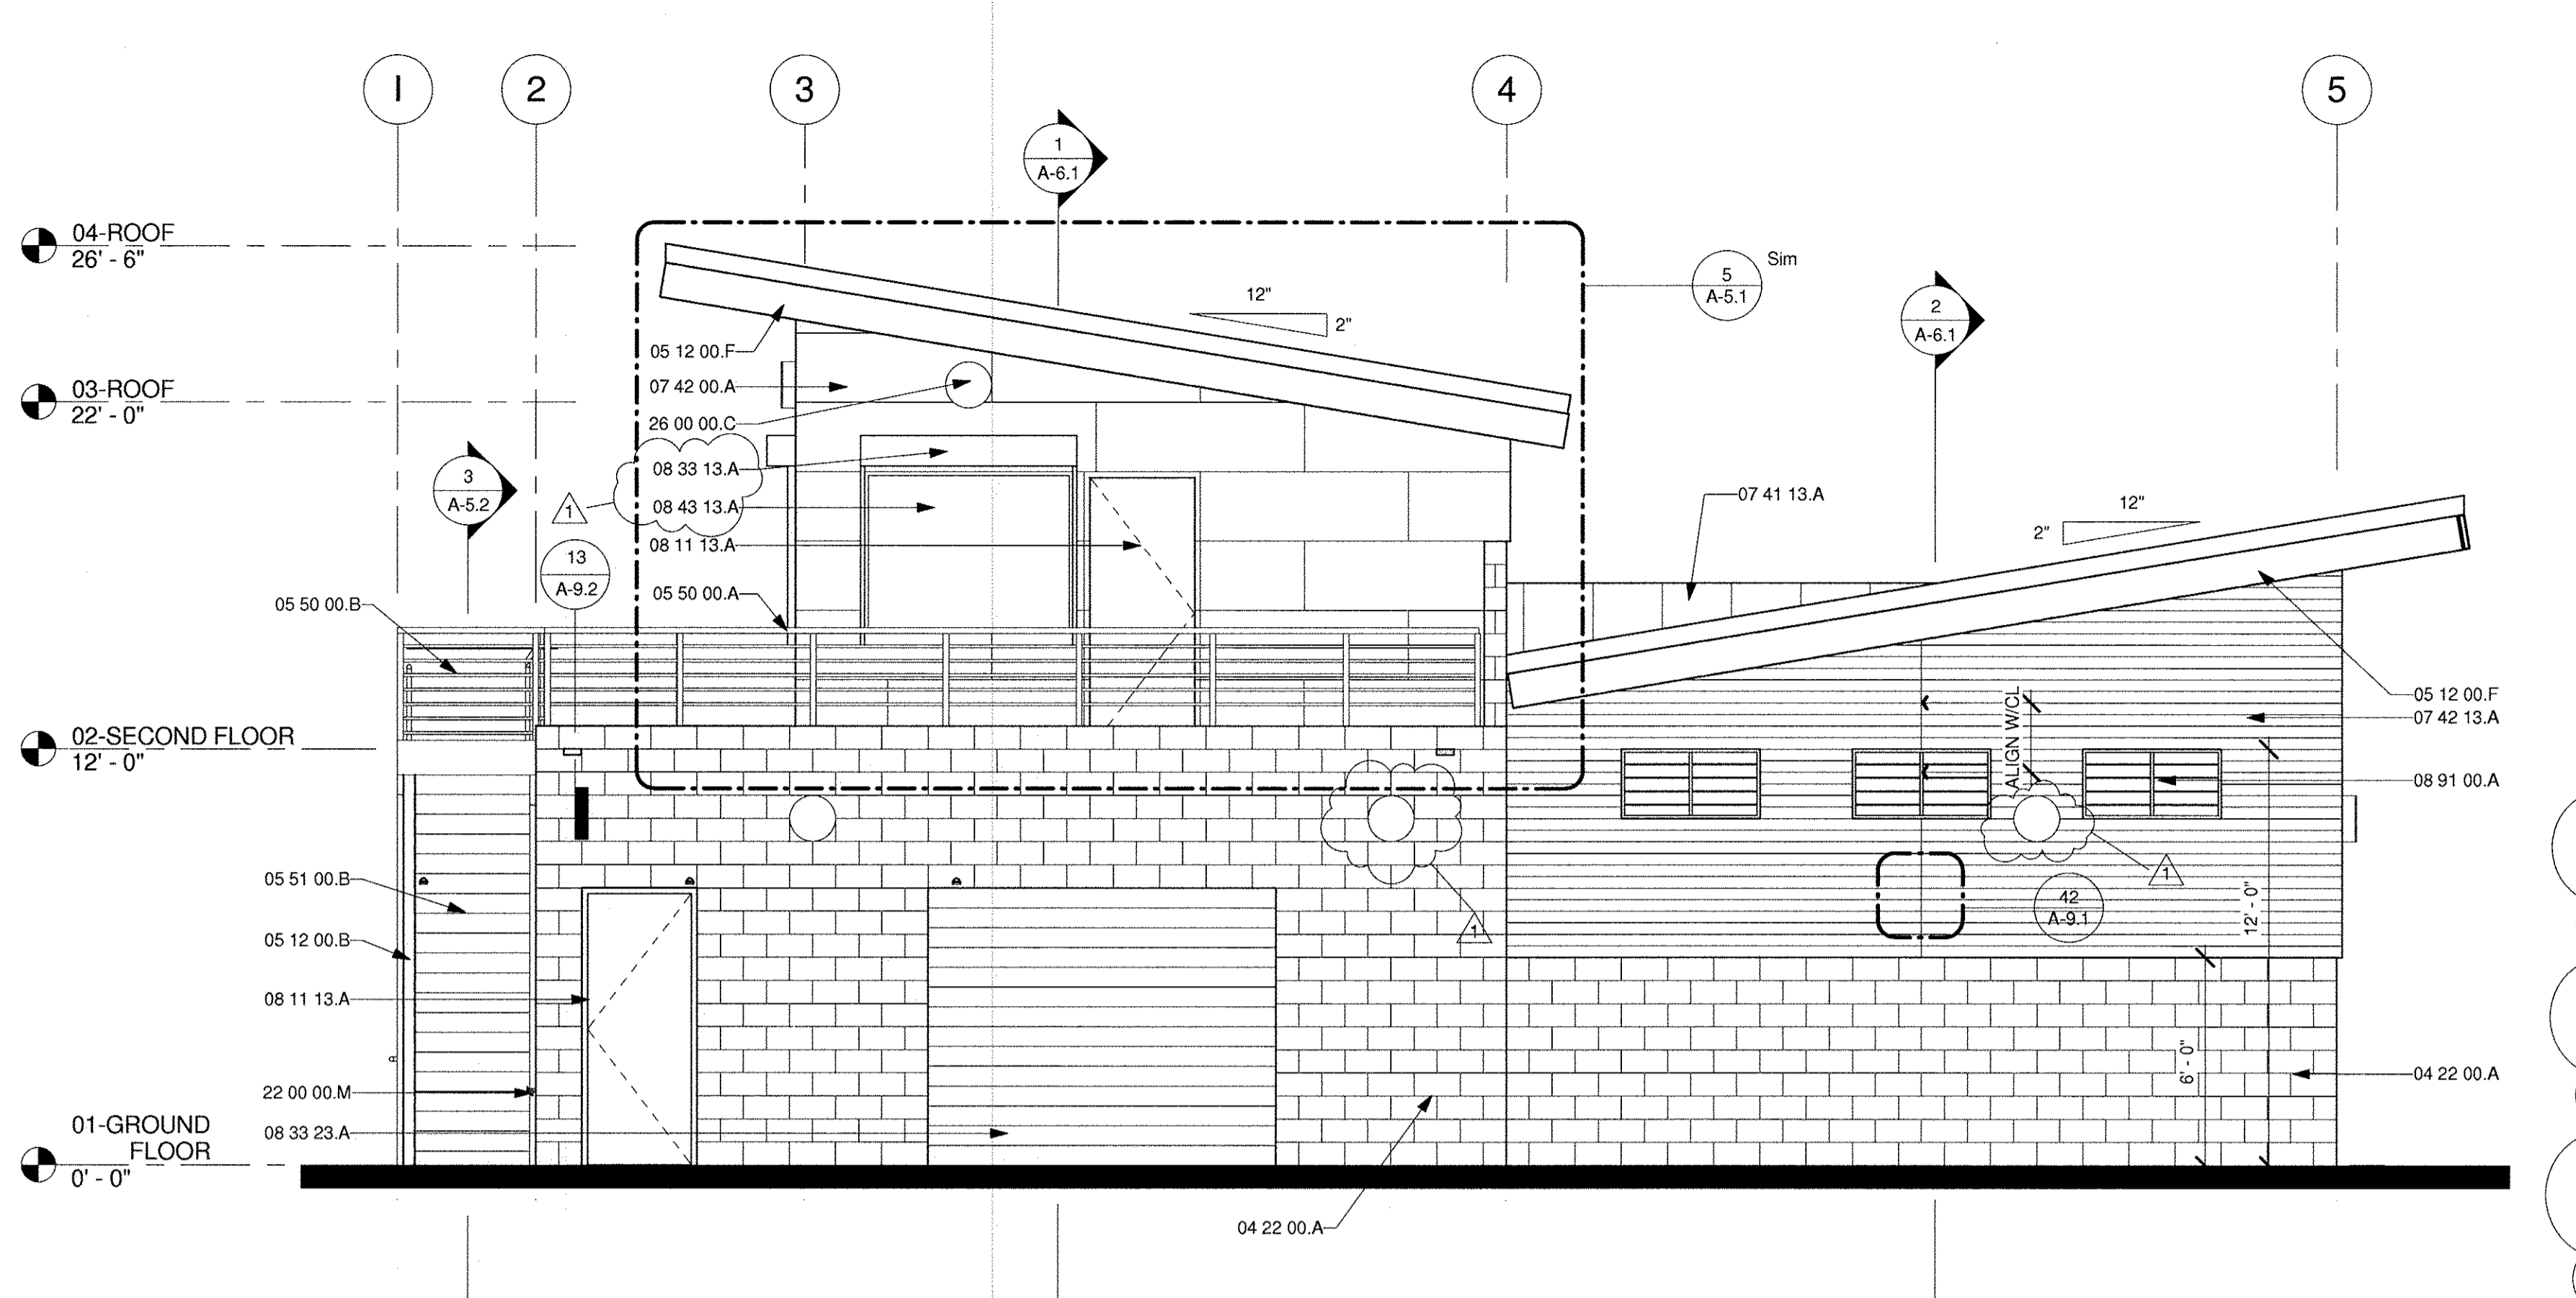 1
2
3
4
5
1
A-6.1
04-ROOF
26' - 6"
5
A-5.1
Sim
12"
2"
2
A-6.1
05 12 00.F
03-ROOF
22' - 0"
07 42 00.A
26 00 00.C
3
A-5.2
08 33 13.A
1
08 43 13.A
07 41 13.A
12"
2"
08 11 13.A
13
A-9.2
05 50 00.A
05 50 00.B
05 12 00.F
07 42 13.A
ALIGN W/CL
02-SECOND FLOOR
12' - 0"
08 91 00.A
05 51 00.B
1
42
A-9.1
12' - 0"
1
05 12 00.B
08 11 13.A
6' - 0"
04 22 00.A
22 00 00.M
01-GROUND
FLOOR
0' - 0"
08 33 23.A
04 22 00.A